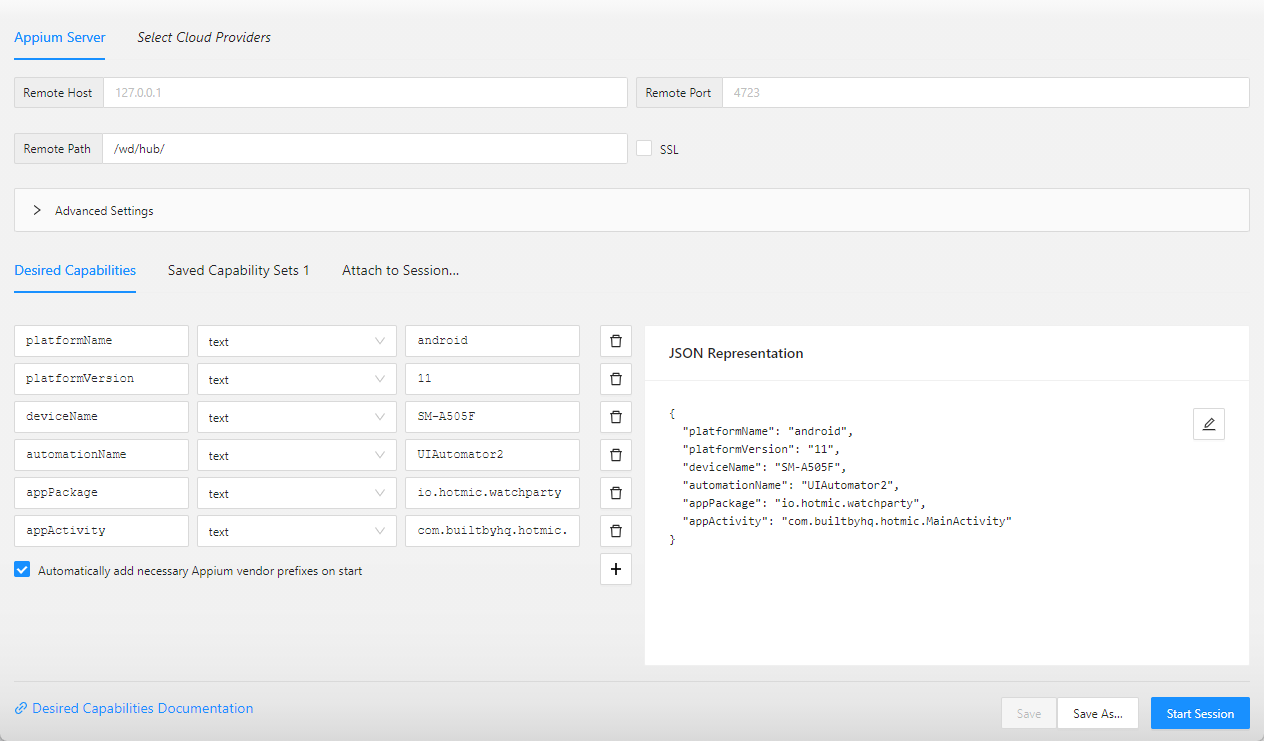 Appium Server Select Cloud Providers
Remote Host 127.0.0.1 Remote Port 4723
Remote Path /wd/hub/ SSL
Advanced Settings
Desired Capabilities Saved Capability Sets 1 Attach to Session...
platformName text android
platformVersion text 11
deviceName text SM-A505F
automationName text UIAutomator2
appPackage text io.hotmic.watchparty
appActivity text com.builtbyhq.hotmic.
Automatically add necessary Appium vendor prefixes on start
JSON Representation
{
"platformName": "android",
"platformVersion": "11",
"deviceName": "SM-A505F",
"automationName": "UIAutomator2",
"appPackage": "io.hotmic.watchparty",
"appActivity": "com.builtbyhq.hotmic.MainActivity"
}
Desired Capabilities Documentation
Save Save As... Start Session